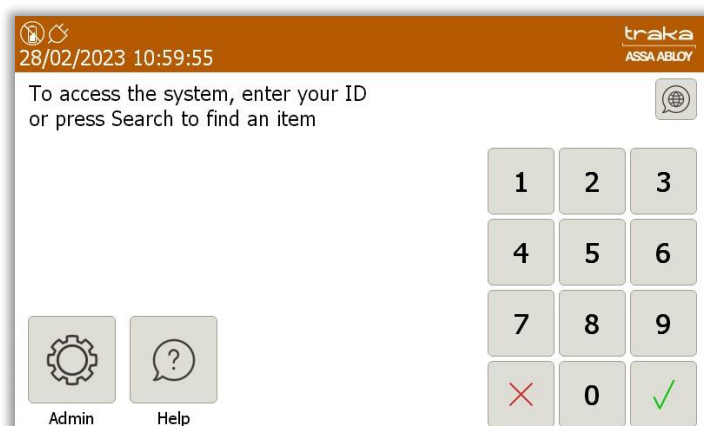 28/02/2023 10:59:55
traka
ASSA ABLOY
To access the system, enter your ID
or press Search to find an item
1 2 3
4 5 6
7 8 9
0
Admin Help